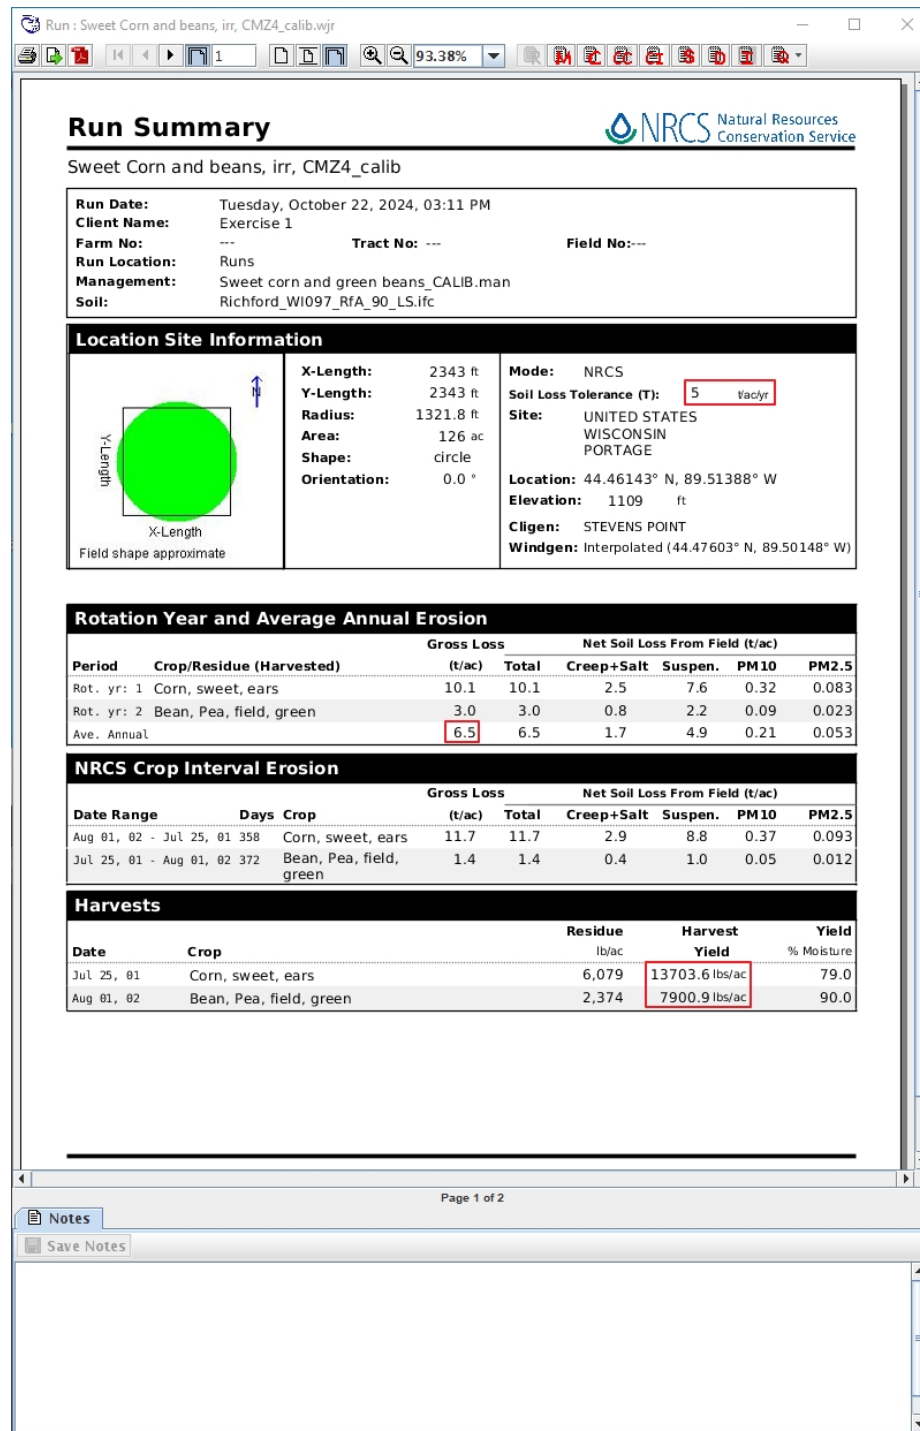 Run : Sweet Corn and beans, irr, CMZ4_calib.wjr
1 93.38%
Run Summary
NRCS Natural Resources
Conservation Service
Sweet Corn and beans, irr, CMZ4_calib
Run Date: Tuesday, October 22, 2024, 03:11 PM
Client Name: Exercise 1
Farm No: --- Tract No: --- Field No:---
Run Location: Runs
Management: Sweet corn and green beans_CALIB.man
Soil: Richford_WI097_RfA_90_LS.ifc
Location Site Information
N
Y-Length
X-Length
Field shape approximate
X-Length: 2343 ft
Y-Length: 2343 ft
Radius: 1321.8 ft
Area: 126 ac
Shape: circle
Orientation: 0.0 °
Mode: NRCS
Soil Loss Tolerance (T): 5 t/ac/yr
Site: UNITED STATES
WISCONSIN
PORTAGE
Location: 44.46143° N, 89.51388° W
Elevation: 1109 ft
Cligen: STEVENS POINT
Windgen: Interpolated (44.47603° N, 89.50148° W)
Rotation Year and Average Annual Erosion
Gross Loss Net Soil Loss From Field (t/ac)
Period Crop/Residue (Harvested) (t/ac) Total Creep+Salt Suspen. PM10 PM2.5
Rot. yr: 1 Corn, sweet, ears 10.1 10.1 2.5 7.6 0.32 0.083
Rot. yr: 2 Bean, Pea, field, green 3.0 3.0 0.8 2.2 0.09 0.023
Ave. Annual 6.5 6.5 1.7 4.9 0.21 0.053
NRCS Crop Interval Erosion
Gross Loss Net Soil Loss From Field (t/ac)
Date Range Days Crop (t/ac) Total Creep+Salt Suspen. PM10 PM2.5
Aug 01, 02 - Jul 25, 01 358 Corn, sweet, ears 11.7 11.7 2.9 8.8 0.37 0.093
Jul 25, 01 - Aug 01, 02 372 Bean, Pea, field, 1.4 1.4 0.4 1.0 0.05 0.012
green
Harvests
Residue Harvest Yield
Date Crop lb/ac Yield % Moisture
Jul 25, 01 Corn, sweet, ears 6,079 13703.6 lbs/ac 79.0
Aug 01, 02 Bean, Pea, field, green 2,374 7900.9 lbs/ac 90.0
Page 1 of 2
Notes
Save Notes